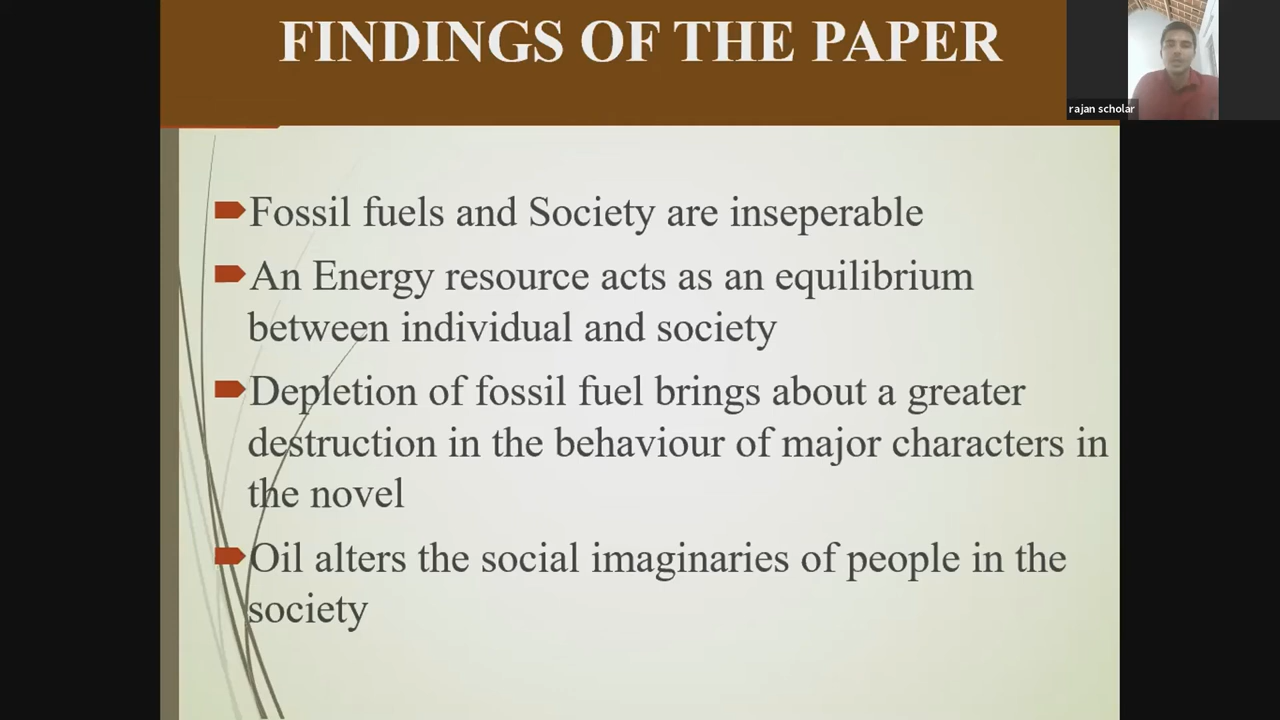 FINDINGS OF THE PAPER
rajan scholar
Fossil fuels and Society are inseperable
An Energy resource acts as an equilibrium
between individual and society
Depletion of fossil fuel brings about a greater
destruction in the behaviour of major characters in
the novel
Oil alters the social imaginaries of people in the
society